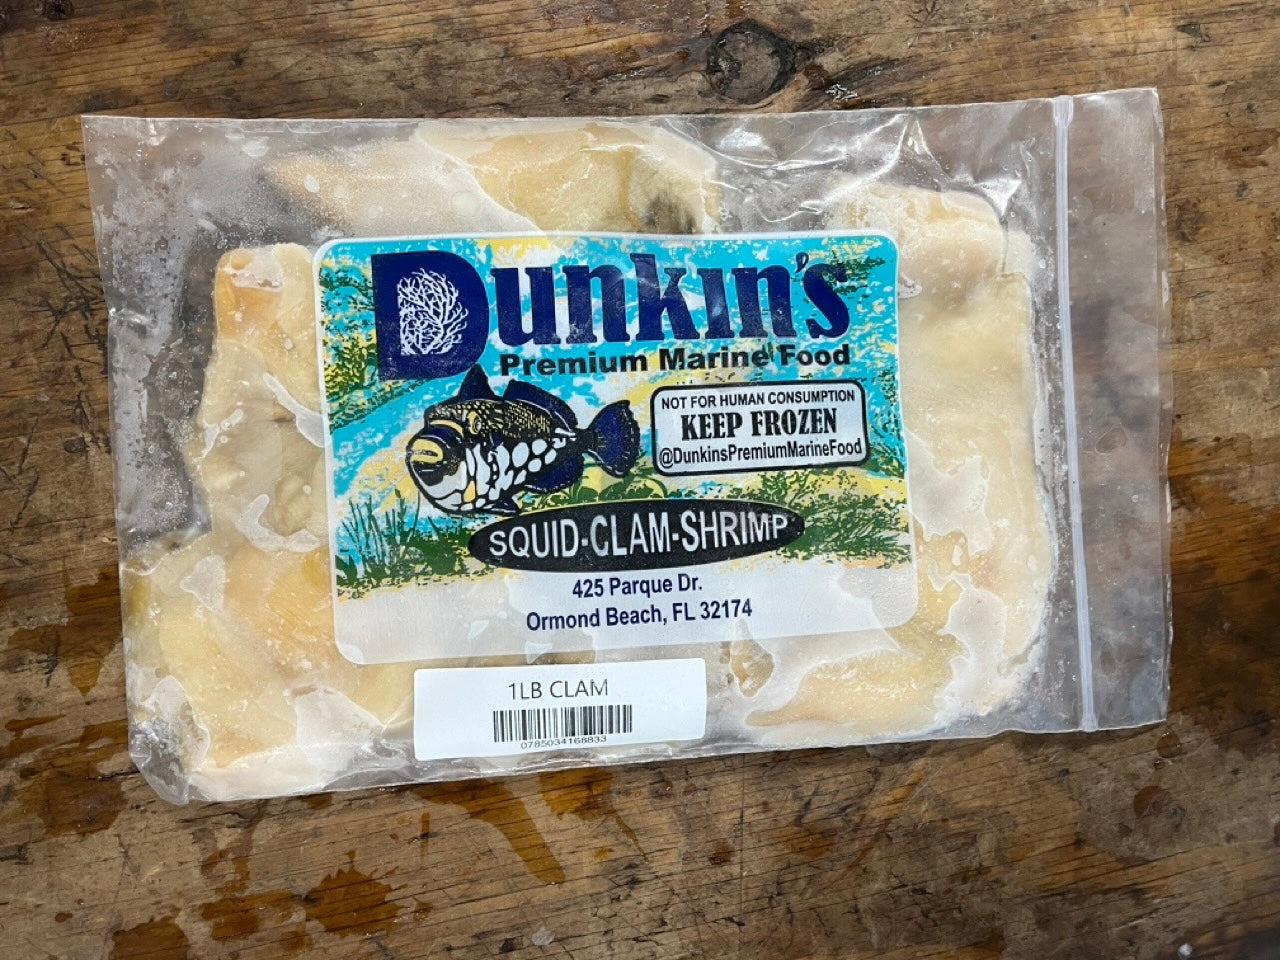 Dunkin's
Premium Marine Food
NOT FOR HUMAN CONSUMPTION
KEEP FROZEN
@DunkinsPremiumMarineFood
SQUID-CLAM-SHRIMP
425 Parque Dr.
Ormond Beach, FL 32174
1LB CLAM
0785034168833